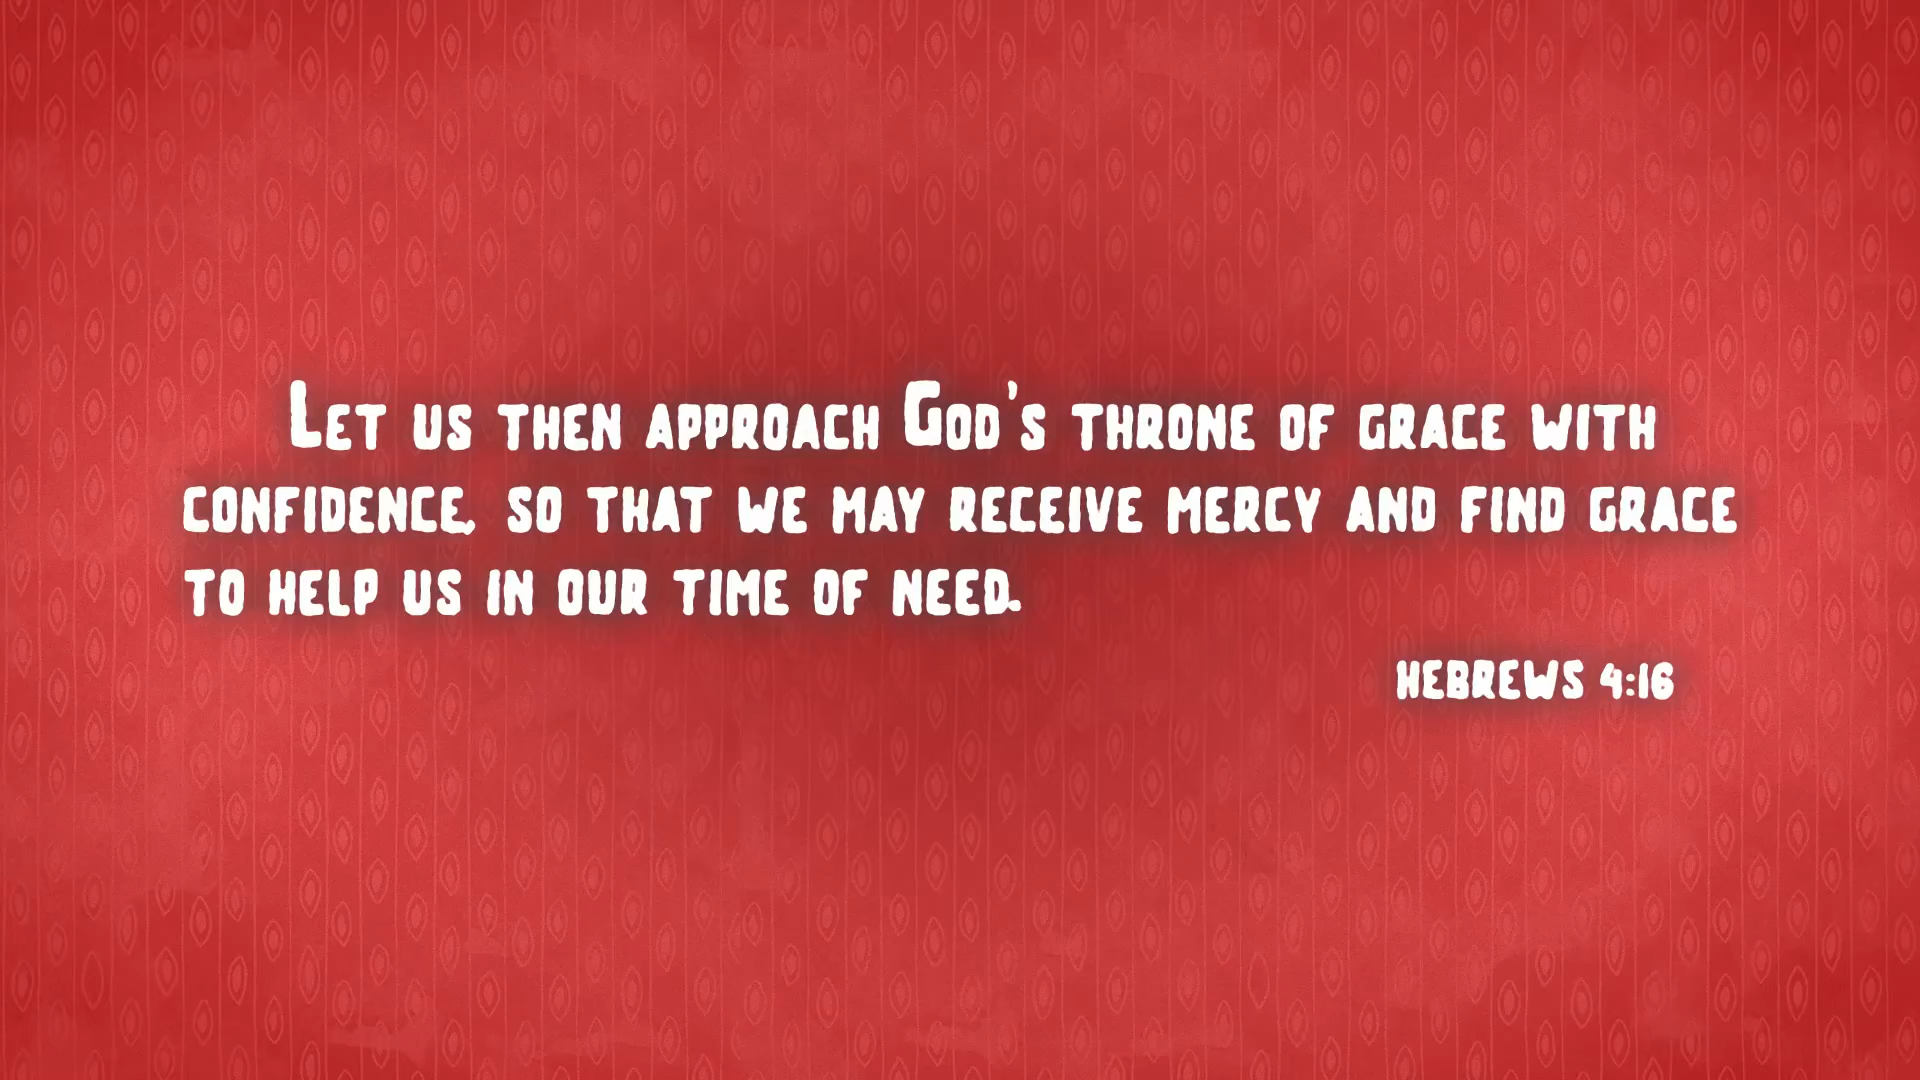 Let us then approach God's throne of grace with
confidence, so that we may receive mercy and find grace
to help us in our time of need.
Hebrews 4:16